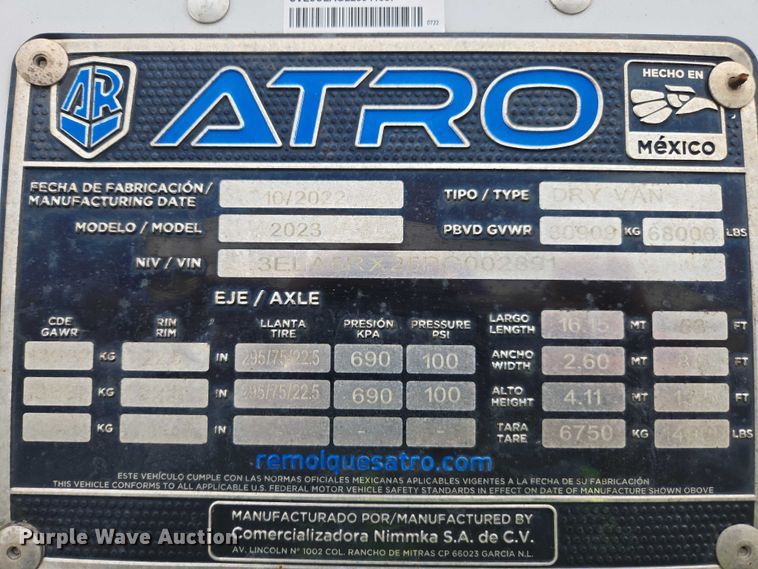 0722
AR ATRO
HECHO EN
MÉXICO
FECHA DE FABRICACIÓN/ MANUFACTURING DATE 10/2022 TIPO / TYPE DRY VAN
MODELO / MODEL 2023 PBVD GVWR KG 68000 LBS
NIV / VIN
EJE / AXLE
CDE GAWR RIN RIM LLANTA TIRE PRESIÓN KPA PRESSURE PSI
LARGO LENGTH MT FT
KG IN 295/75/22.5 690 100 ANCHO WIDTH 2.60 MT FT
KG IN 295/75/22.5 690 100 ALTO HEIGHT 4.11 MT FT
KG IN - - - TARA TARE 6750 KG LBS
remolquesatro.com
ESTE VEHÍCULO CUMPLE CON LAS NORMAS OFICIALES MEXICANAS APLICABLES VIGENTES A LA FECHA DE SU FABRICACIÓN
THIS VEHICLE CONFORMS TO ALL APPLICABLE U.S. FEDERAL MOTOR VEHICLE SAFETY STANDARDS IN EFFECT ON DATE OF MANUFACTURE SHOWN ABOVE
MANUFACTURADO POR/MANUFACTURED BY
Comercializadora Nimmka S.A. de C.V.
AV. LINCOLN N° 1002 COL. RANCHO DE MITRAS CP 66023 GARCIA N.L.
Purple Wave Auction